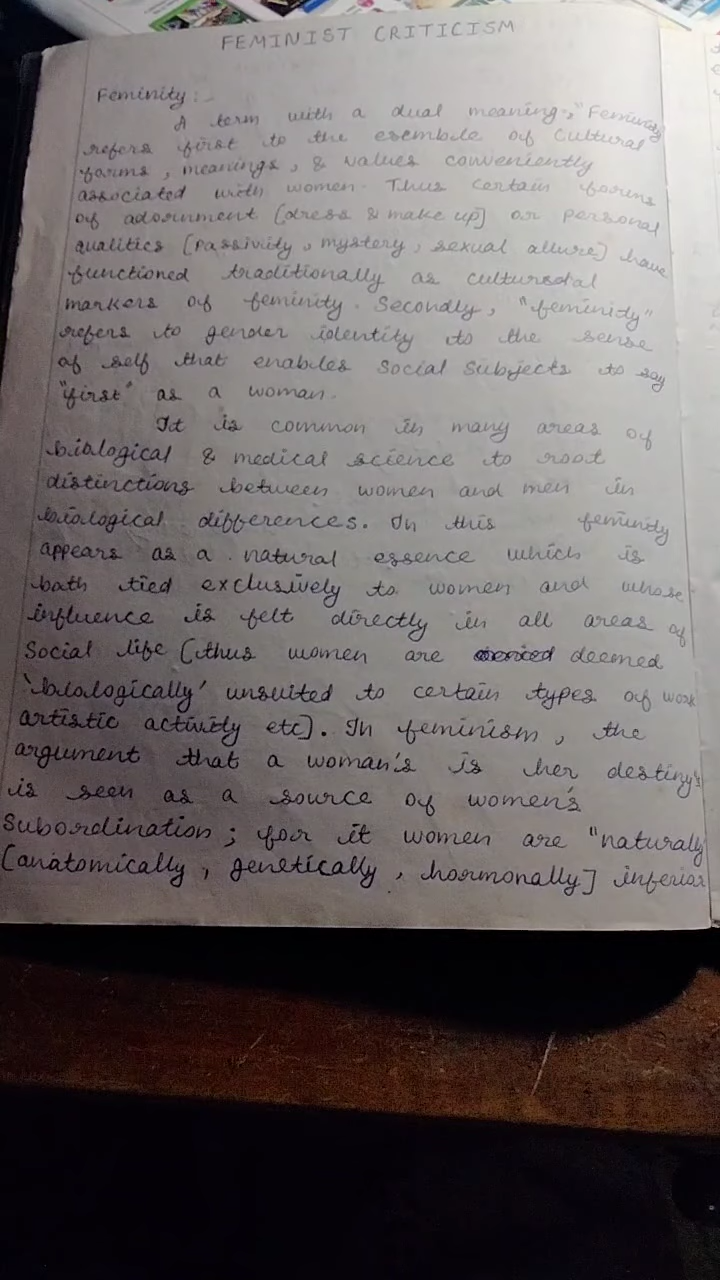 FEMINIST CRITICISM
Feminity :-
A term with a dual meaning, "Feminity
refers first to the esemble of Cultural
forms, meanings, & values conveniently
associated with women. Thus certain forms
of adornment [dress & make up] or personal
qualities [passivity, mystery, sexual allure] have
functioned traditionally as
markers of feminity. Secondly, "feminity"
refers to gender identity to the sense
of self that enables social subjects to say
"first" as a woman.
It is common in many areas of
biological & medical science to root
distinctions between women and men in
biological differences. In this feminity
appears as a natural essence which is
both tied exclusively to women and whose
influence is felt directly in all areas of
Social life [thus women are deemed
'biologically' unsuited to certain types of work
artistic activity etc]. In feminism, the
argument that a woman's is her destiny's
is seen as a source of women's
Subordination; for it women are "naturally
[anatomically, genetically, hormonally] inferior